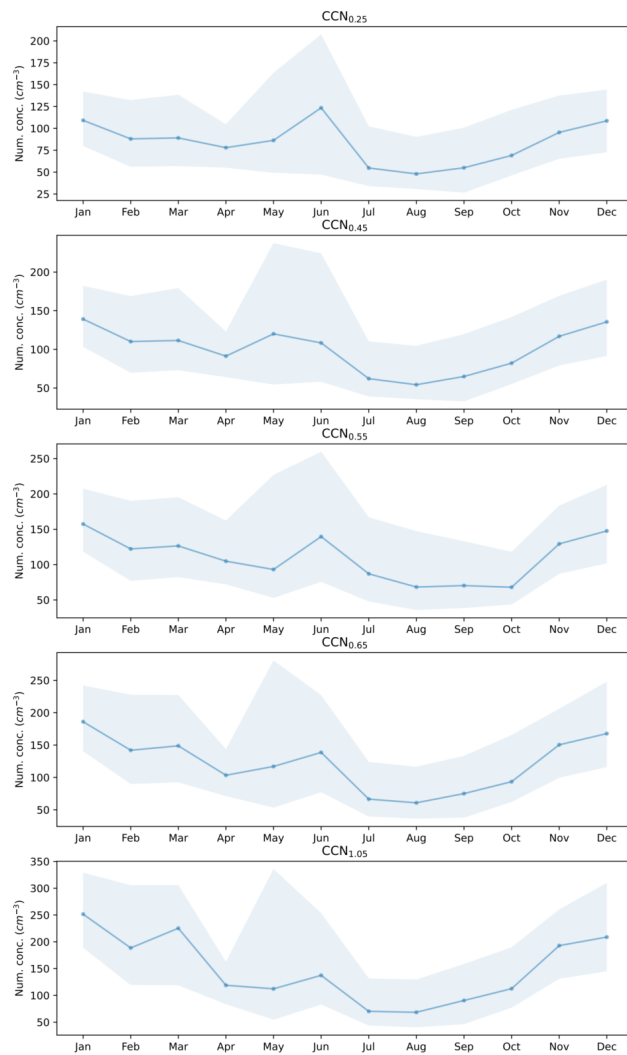 CCN0.25
200
175
150
125
100
75
50
25
Num. conc. (cm−3)
Jan Feb Mar Apr May Jun Jul Aug Sep Oct Nov Dec
CCN0.45
200
150
100
50
Num. conc. (cm−3)
Jan Feb Mar Apr May Jun Jul Aug Sep Oct Nov Dec
CCN0.55
250
200
150
100
50
Num. conc. (cm−3)
Jan Feb Mar Apr May Jun Jul Aug Sep Oct Nov Dec
CCN0.65
250
200
150
100
50
Num. conc. (cm−3)
Jan Feb Mar Apr May Jun Jul Aug Sep Oct Nov Dec
CCN1.05
350
300
250
200
150
100
50
Num. conc. (cm−3)
Jan Feb Mar Apr May Jun Jul Aug Sep Oct Nov Dec